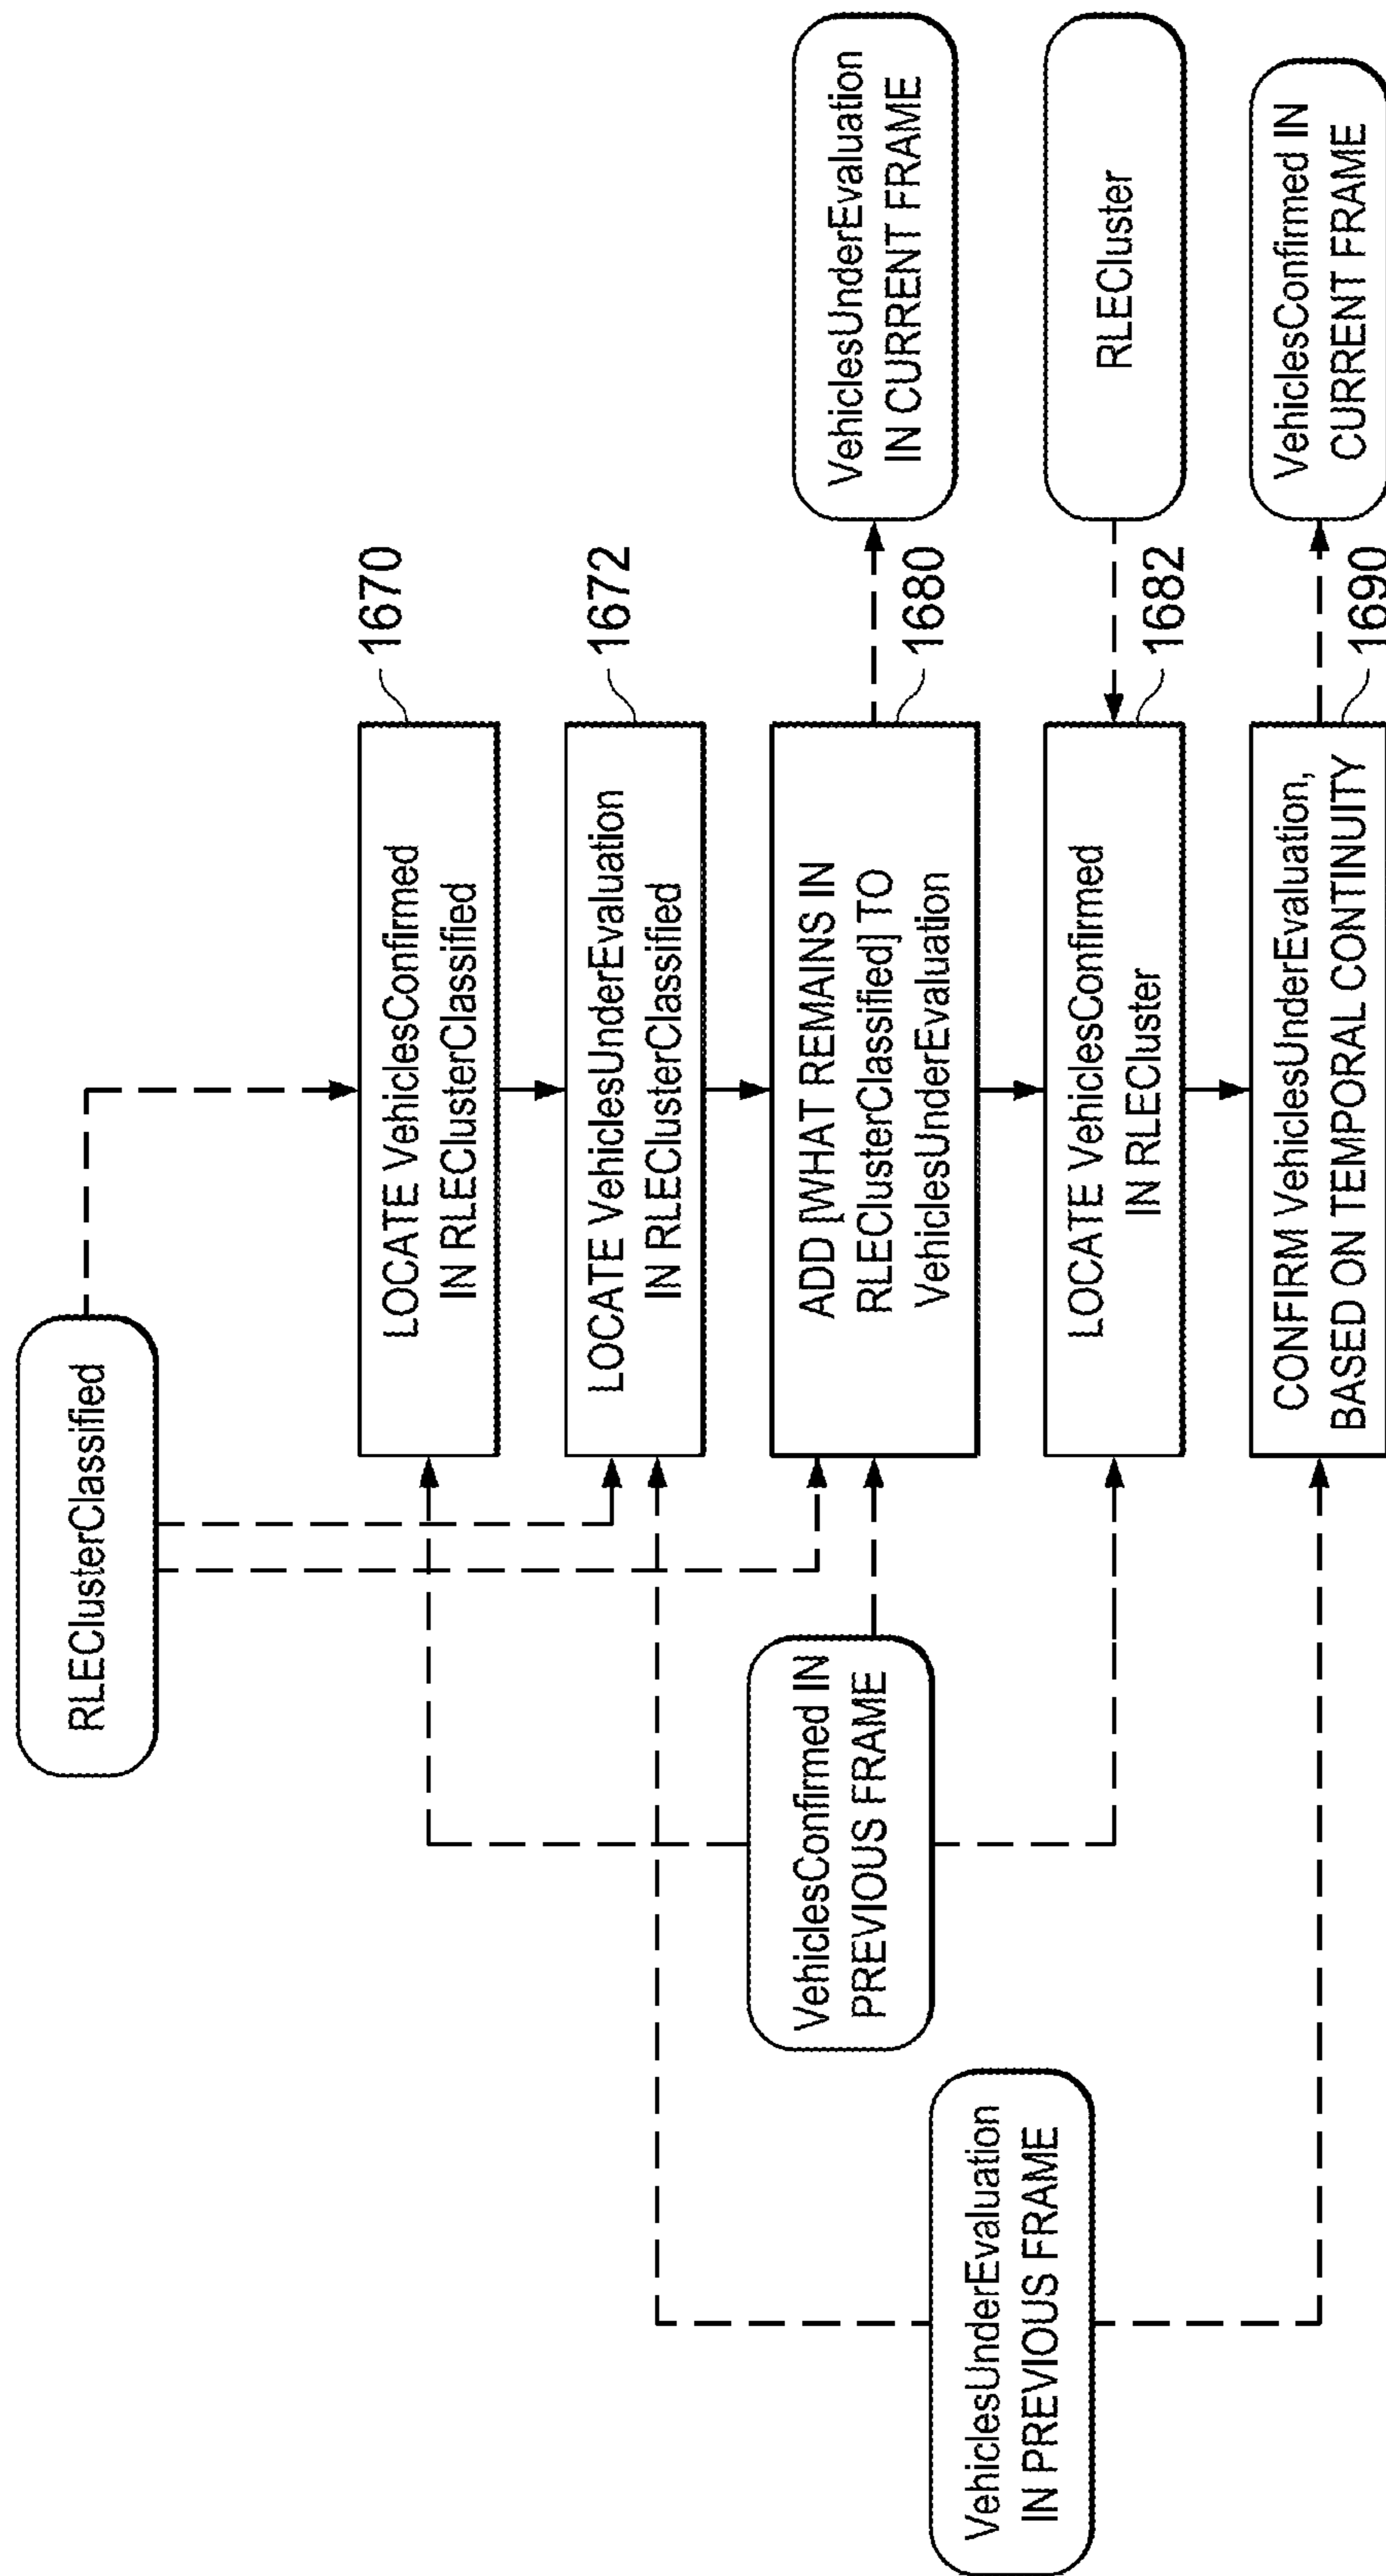 RLEClusterClassified
LOCATE VehiclesConfirmed
IN RLEClusterClassified
1670
LOCATE VehiclesUnderEvaluation
IN RLEClusterClassified
1672
VehiclesConfirmed IN
PREVIOUS FRAME
ADD [WHAT REMAINS IN
RLEClusterClassified] TO
VehiclesUnderEvaluation
1680
VehiclesUnderEvaluation
IN CURRENT FRAME
VehiclesUnderEvaluation
IN PREVIOUS FRAME
LOCATE VehiclesConfirmed
IN RLECluster
1682
RLECluster
CONFIRM VehiclesUnderEvaluation,
BASED ON TEMPORAL CONTINUITY
1690
VehiclesConfirmed IN
CURRENT FRAME